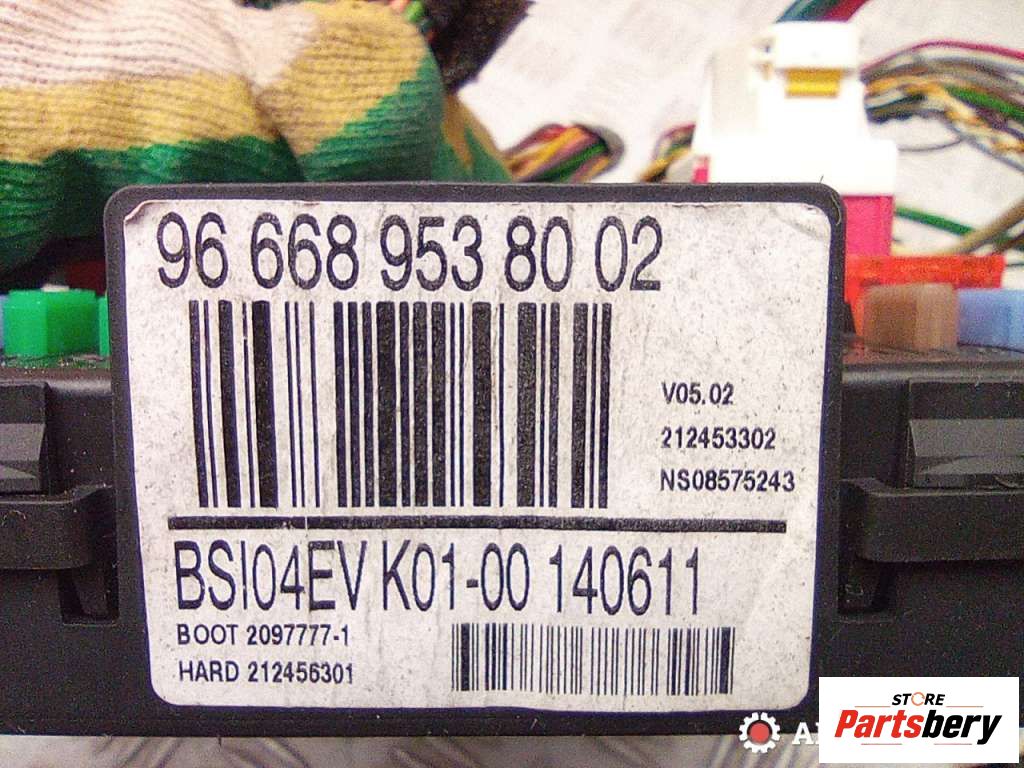 96 668 953 80 02
V05.02
212453302
NS08575243
BSI04EV K01-00 140611
BOOT 2097777-1
HARD 212456301
STORE
Partsbery